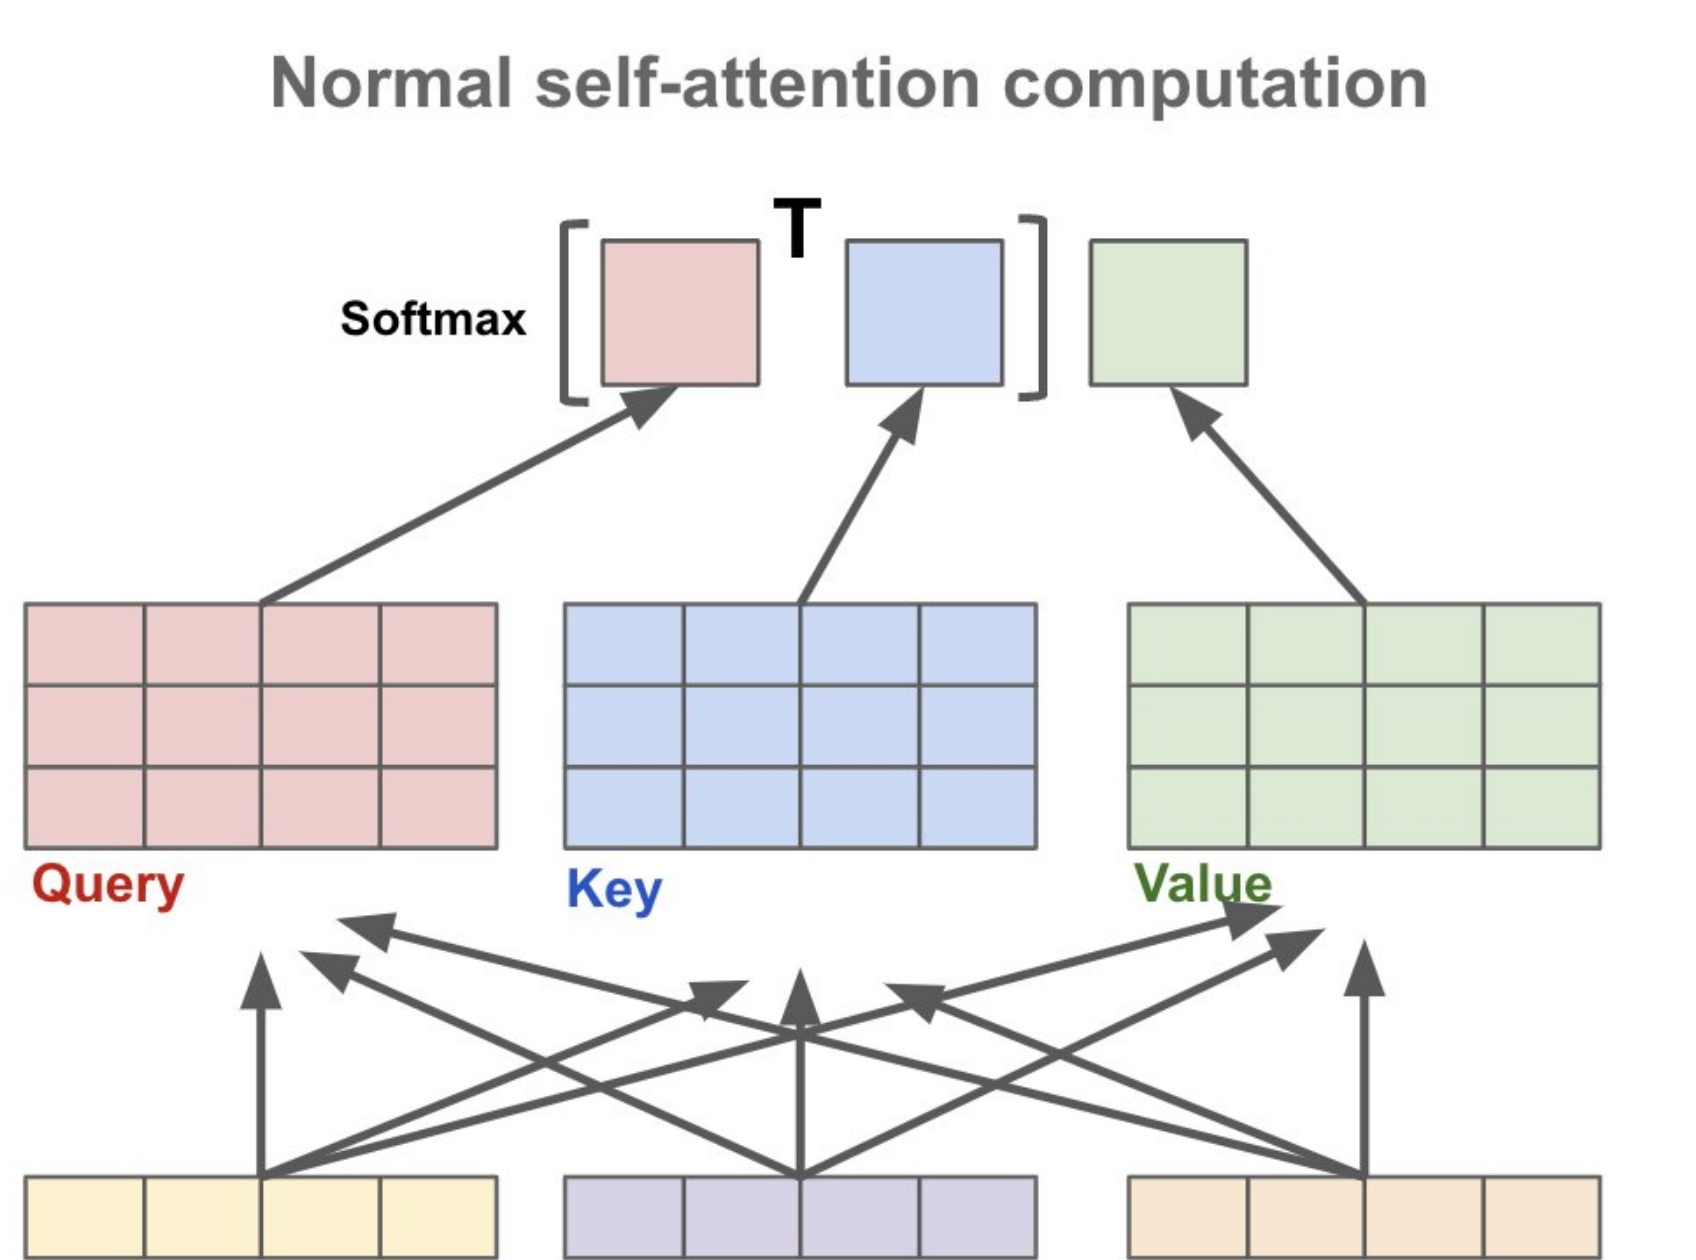 Normal self-attention computation
T
Softmax
Query
Key
Value